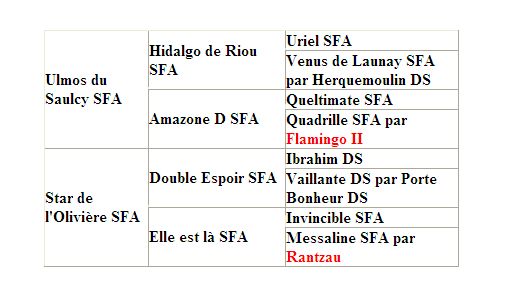 Ulmos du
Saulcy SFA
Hidalgo de Riou
SFA
Uriel SFA
Venus de Launay SFA
par Herquemoulin DS
Amazone D SFA
Queltimate SFA
Quadrille SFA par
Flamingo II
Star de
l'Olivière SFA
Double Espoir SFA
Ibrahim DS
Vaillante DS par Porte
Bonheur DS
Elle est là SFA
Invincible SFA
Messaline SFA par
Rantzau